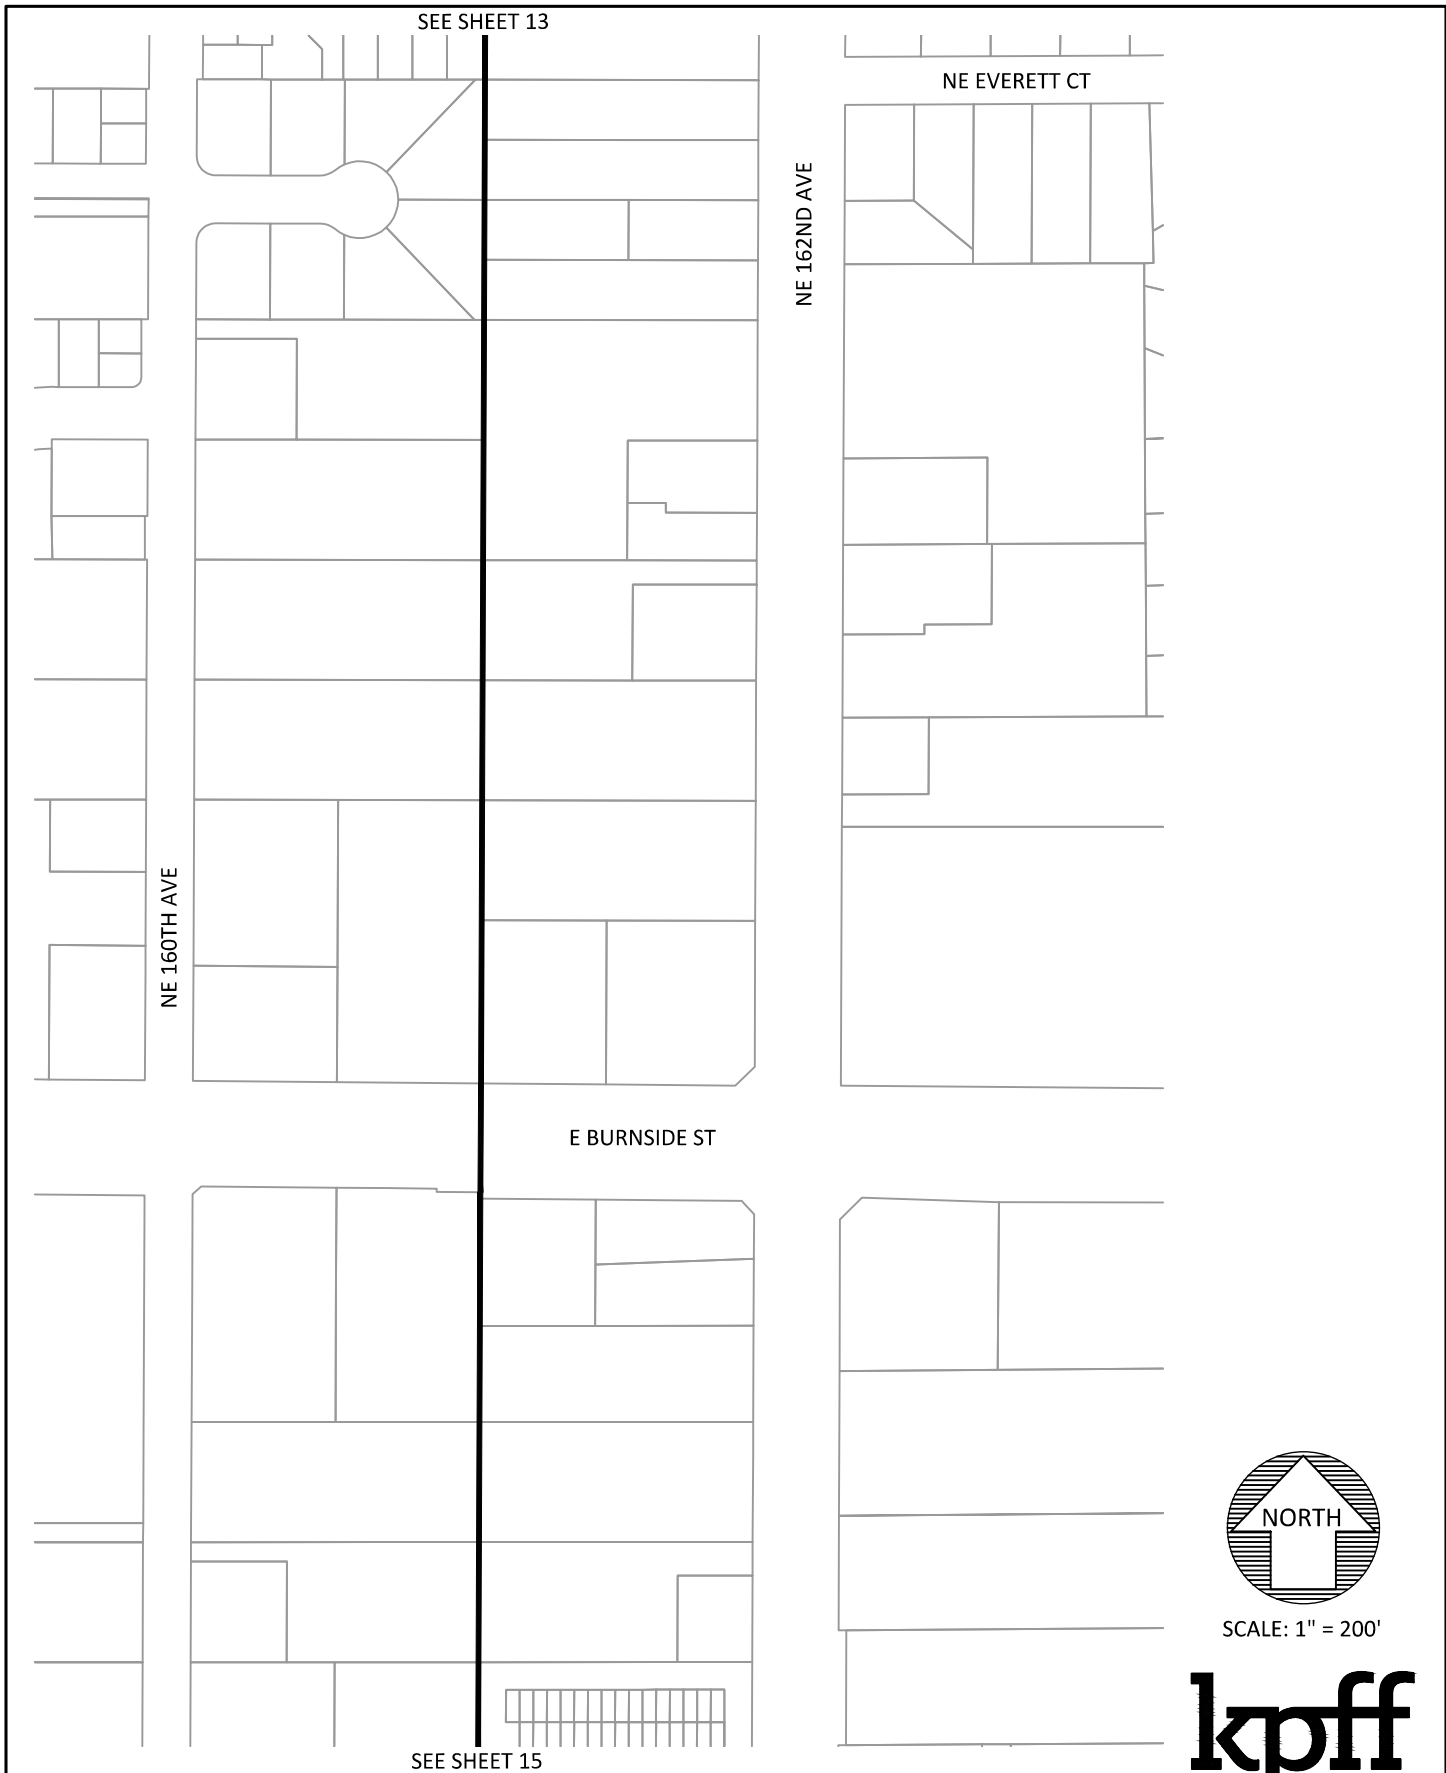 SEE SHEET 13
NE EVERETT CT
NE 162ND AVE
NE 160TH AVE
E BURNSIDE ST
NORTH
SCALE: 1" = 200'
kpff
SEE SHEET 15